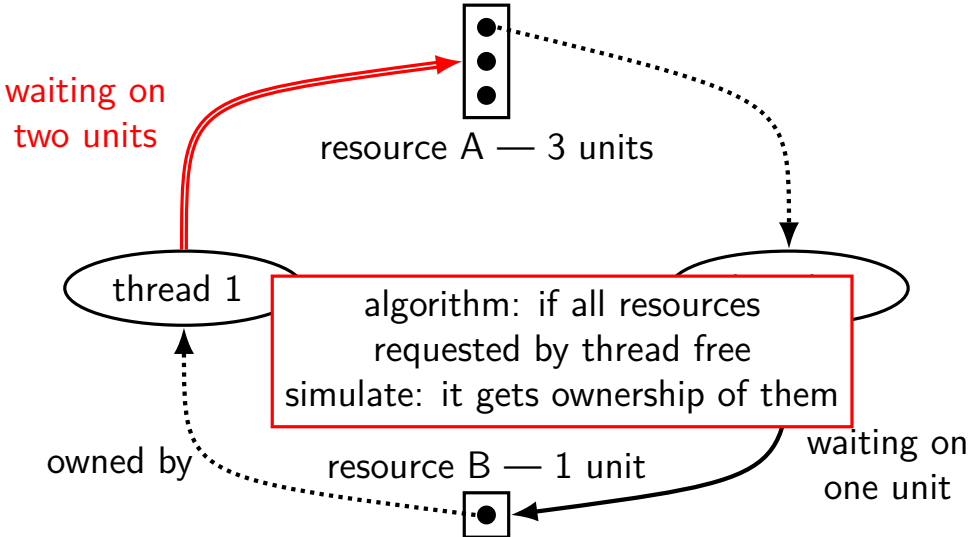 waiting on
two units
resource A — 3 units
thread 1
algorithm: if all resources
requested by thread free
simulate: it gets ownership of them
owned by
resource B — 1 unit
waiting on
one unit